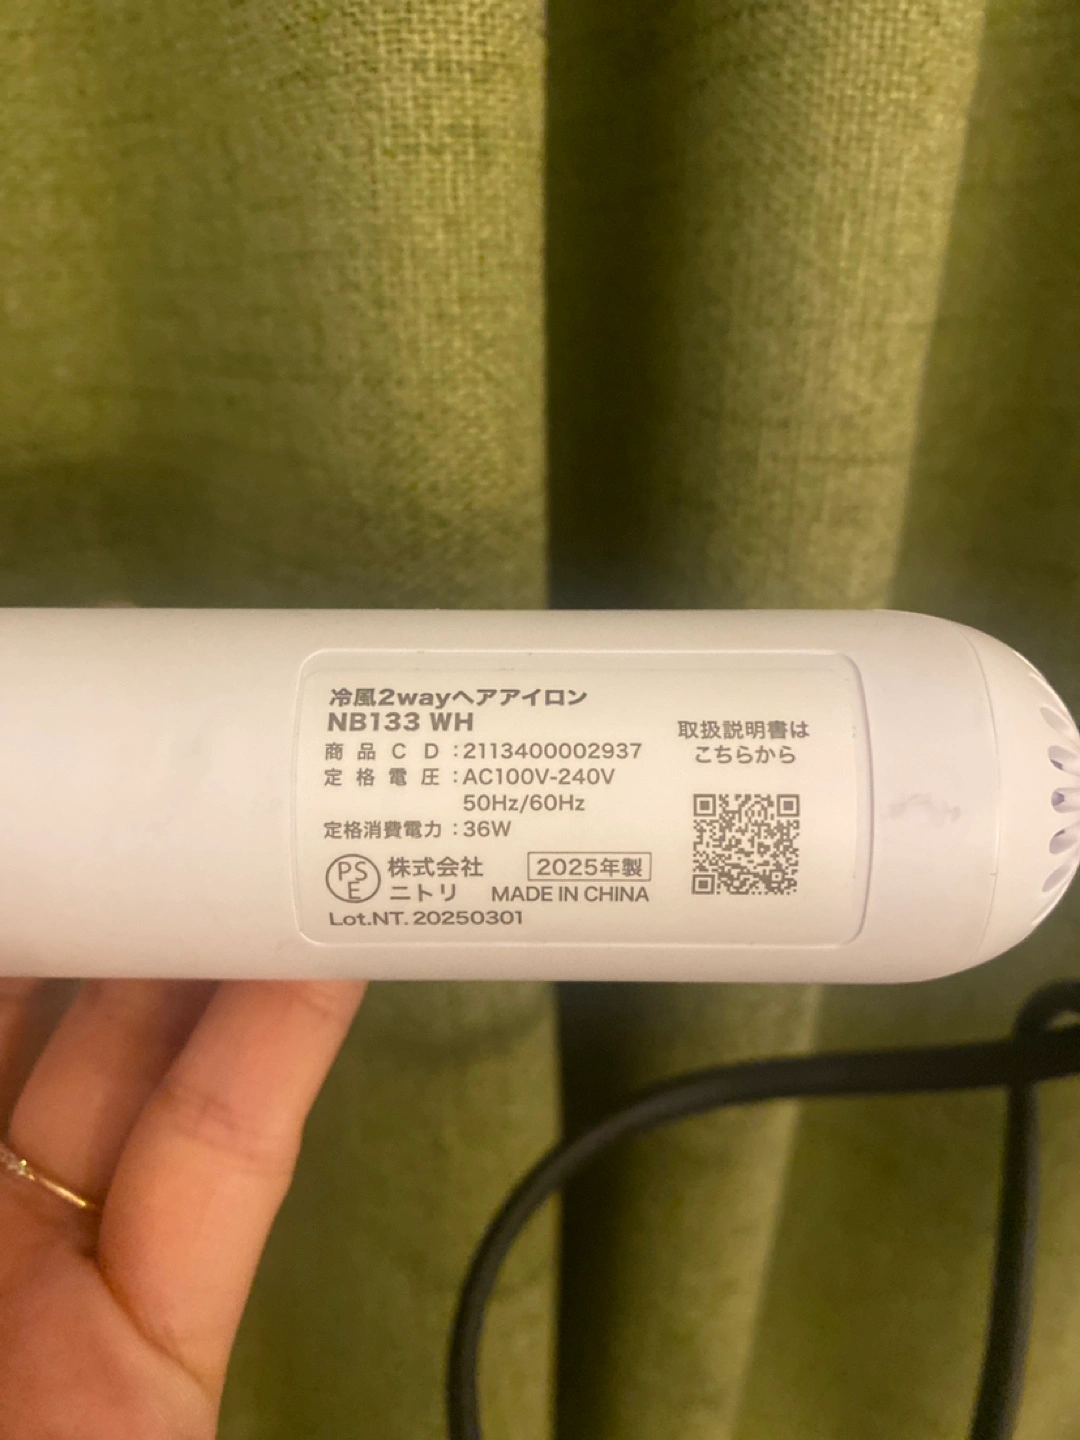 冷風2wayヘアアイロン
NB133 WH
商品CD:2113400002937
定格電圧:AC100V-240V
50Hz/60Hz
定格消費電力:36W
PSE
株式会社
ニトリ
2025年製
MADE IN CHINA
Lot.NT. 20250301
取扱説明書は
こちらから